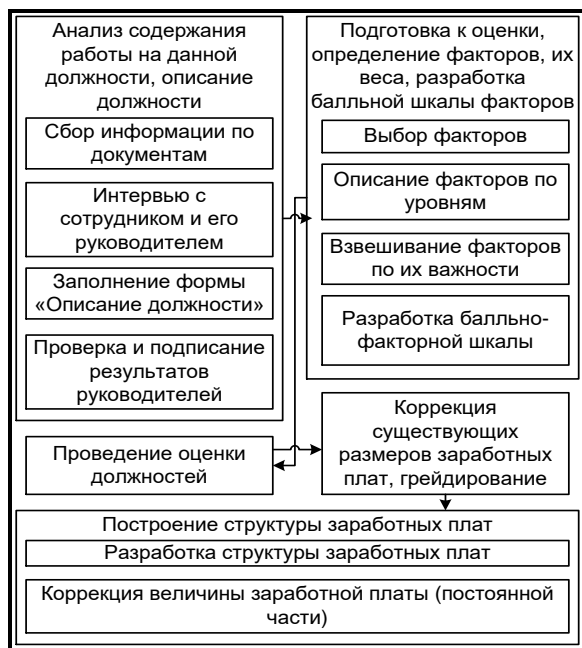 Анализ содержания
работы на данной
должности, описание
должности
Сбор информации по
документам
Интервью с
сотрудником и его
руководителем
Заполнение формы
«Описание должности»
Проверка и подписание
результатов
руководителей
Подготовка к оценки,
определение факторов, их
веса, разработка
балльной шкалы факторов
Выбор факторов
Описание факторов по
уровням
Взвешивание факторов
по их важности
Разработка балльно-
факторной шкалы
Проведение оценки
должностей
Коррекция
существующих
размеров заработных
плат, грейдирование
Построение структуры заработных плат
Разработка структуры заработных плат
Коррекция величины заработной платы (постоянной
части)